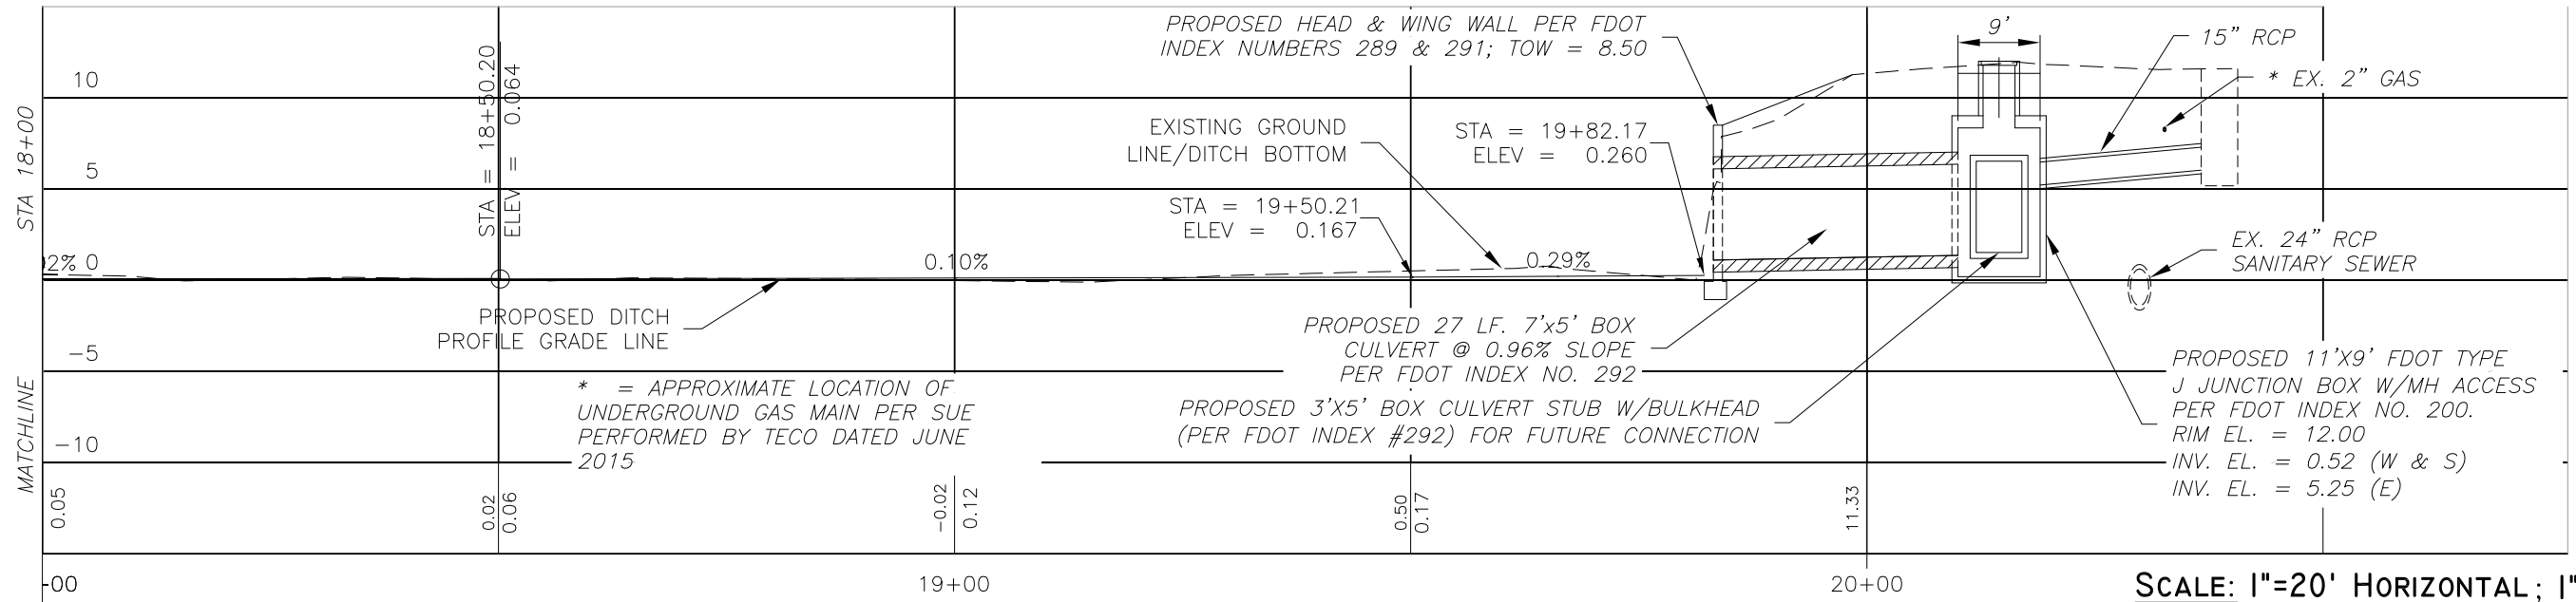 PROPOSED HEAD & WING WALL PER FDOT
INDEX NUMBERS 289 & 291; TOW = 8.50
9'
15" RCP
* EX. 2" GAS
10
5
0
-5
-10
STA 18+00
MATCHLINE
2%
STA = 18+50.20
ELEV = 0.064
EXISTING GROUND
LINE/DITCH BOTTOM
STA = 19+82.17
ELEV = 0.260
STA = 19+50.21
ELEV = 0.167
0.10%
0.29%
EX. 24" RCP
SANITARY SEWER
PROPOSED DITCH
PROFILE GRADE LINE
PROPOSED 27 LF. 7'x5' BOX
CULVERT @ 0.96% SLOPE
PER FDOT INDEX NO. 292
* = APPROXIMATE LOCATION OF
UNDERGROUND GAS MAIN PER SUE
PERFORMED BY TECO DATED JUNE
2015
PROPOSED 3'X5' BOX CULVERT STUB W/BULKHEAD
(PER FDOT INDEX #292) FOR FUTURE CONNECTION
PROPOSED 11'X9' FDOT TYPE
J JUNCTION BOX W/MH ACCESS
PER FDOT INDEX NO. 200.
RIM EL. = 12.00
INV. EL. = 0.52 (W & S)
INV. EL. = 5.25 (E)
0.05
0.02
0.06
-0.02
0.12
0.50
0.17
11.33
-00
19+00
20+00
SCALE: 1"=20' HORIZONTAL; 1"